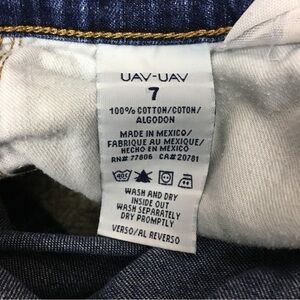 UAV-UAV
7
100% COTTON/COTON/
ALGODON
MADE IN MEXICO/
FABRIQUE AU MEXIQUE/
HECHO EN MEXICO
RN# 77806 CA# 20781
WASH AND DRY
INSIDE OUT
WASH SEPARATELY
DRY PROMPTLY
VERSO/AL REVERSO